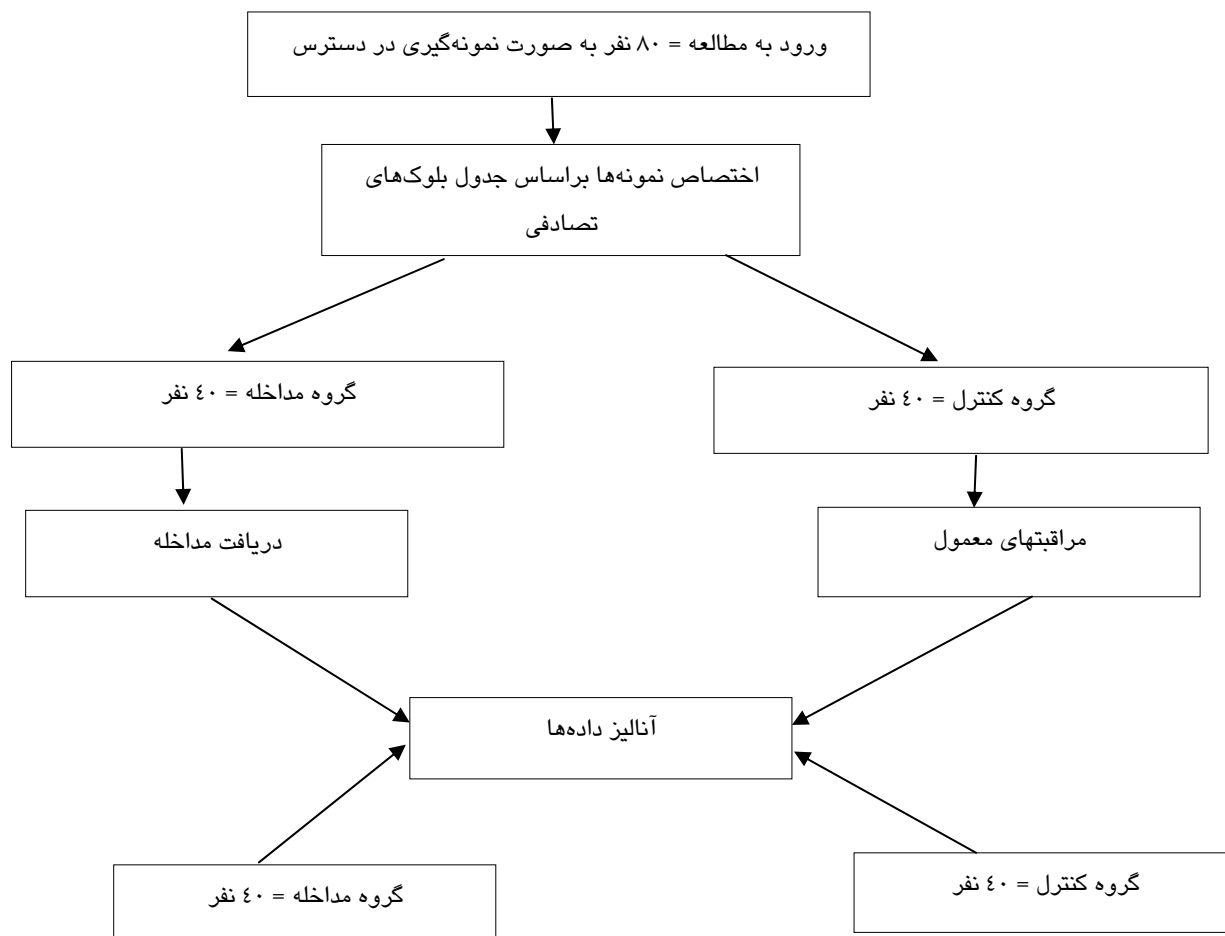 ورود به مطالعه = ٨٠ نفر به صورت نمونه‌گیری در دسترس
اختصاص نمونه‌ها براساس جدول بلوک‌های
تصادفی
گروه کنترل = ٤٠ نفر
گروه مداخله = ٤٠ نفر
مراقبتهای معمول
دریافت مداخله
آنالیز داده‌ها
گروه کنترل = ٤٠ نفر
گروه مداخله = ٤٠ نفر